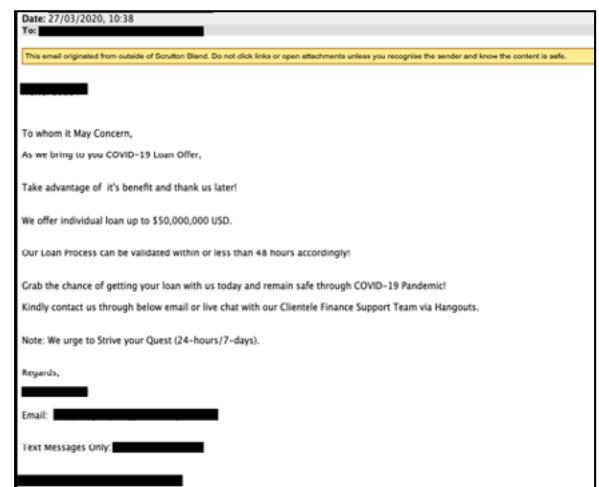 Date: 27/03/2020, 10:38
To:
This email originated from outside of Scrutton Bland. Do not click links or open attachments unless you recognise the sender and know the content is safe.
To whom it May Concern,
As we bring to you COVID-19 Loan Offer,
Take advantage of it's benefit and thank us later!
We offer individual loan up to $50,000,000 USD.
Our Loan Process can be validated within or less than 48 hours accordingly!
Grab the chance of getting your loan with us today and remain safe through COVID-19 Pandemic!
Kindly contact us through below email or live chat with our Clientele Finance Support Team via Hangouts.
Note: We urge to Strive your Quest (24-hours/7-days).
Regards,
Email:
Text Messages Only: